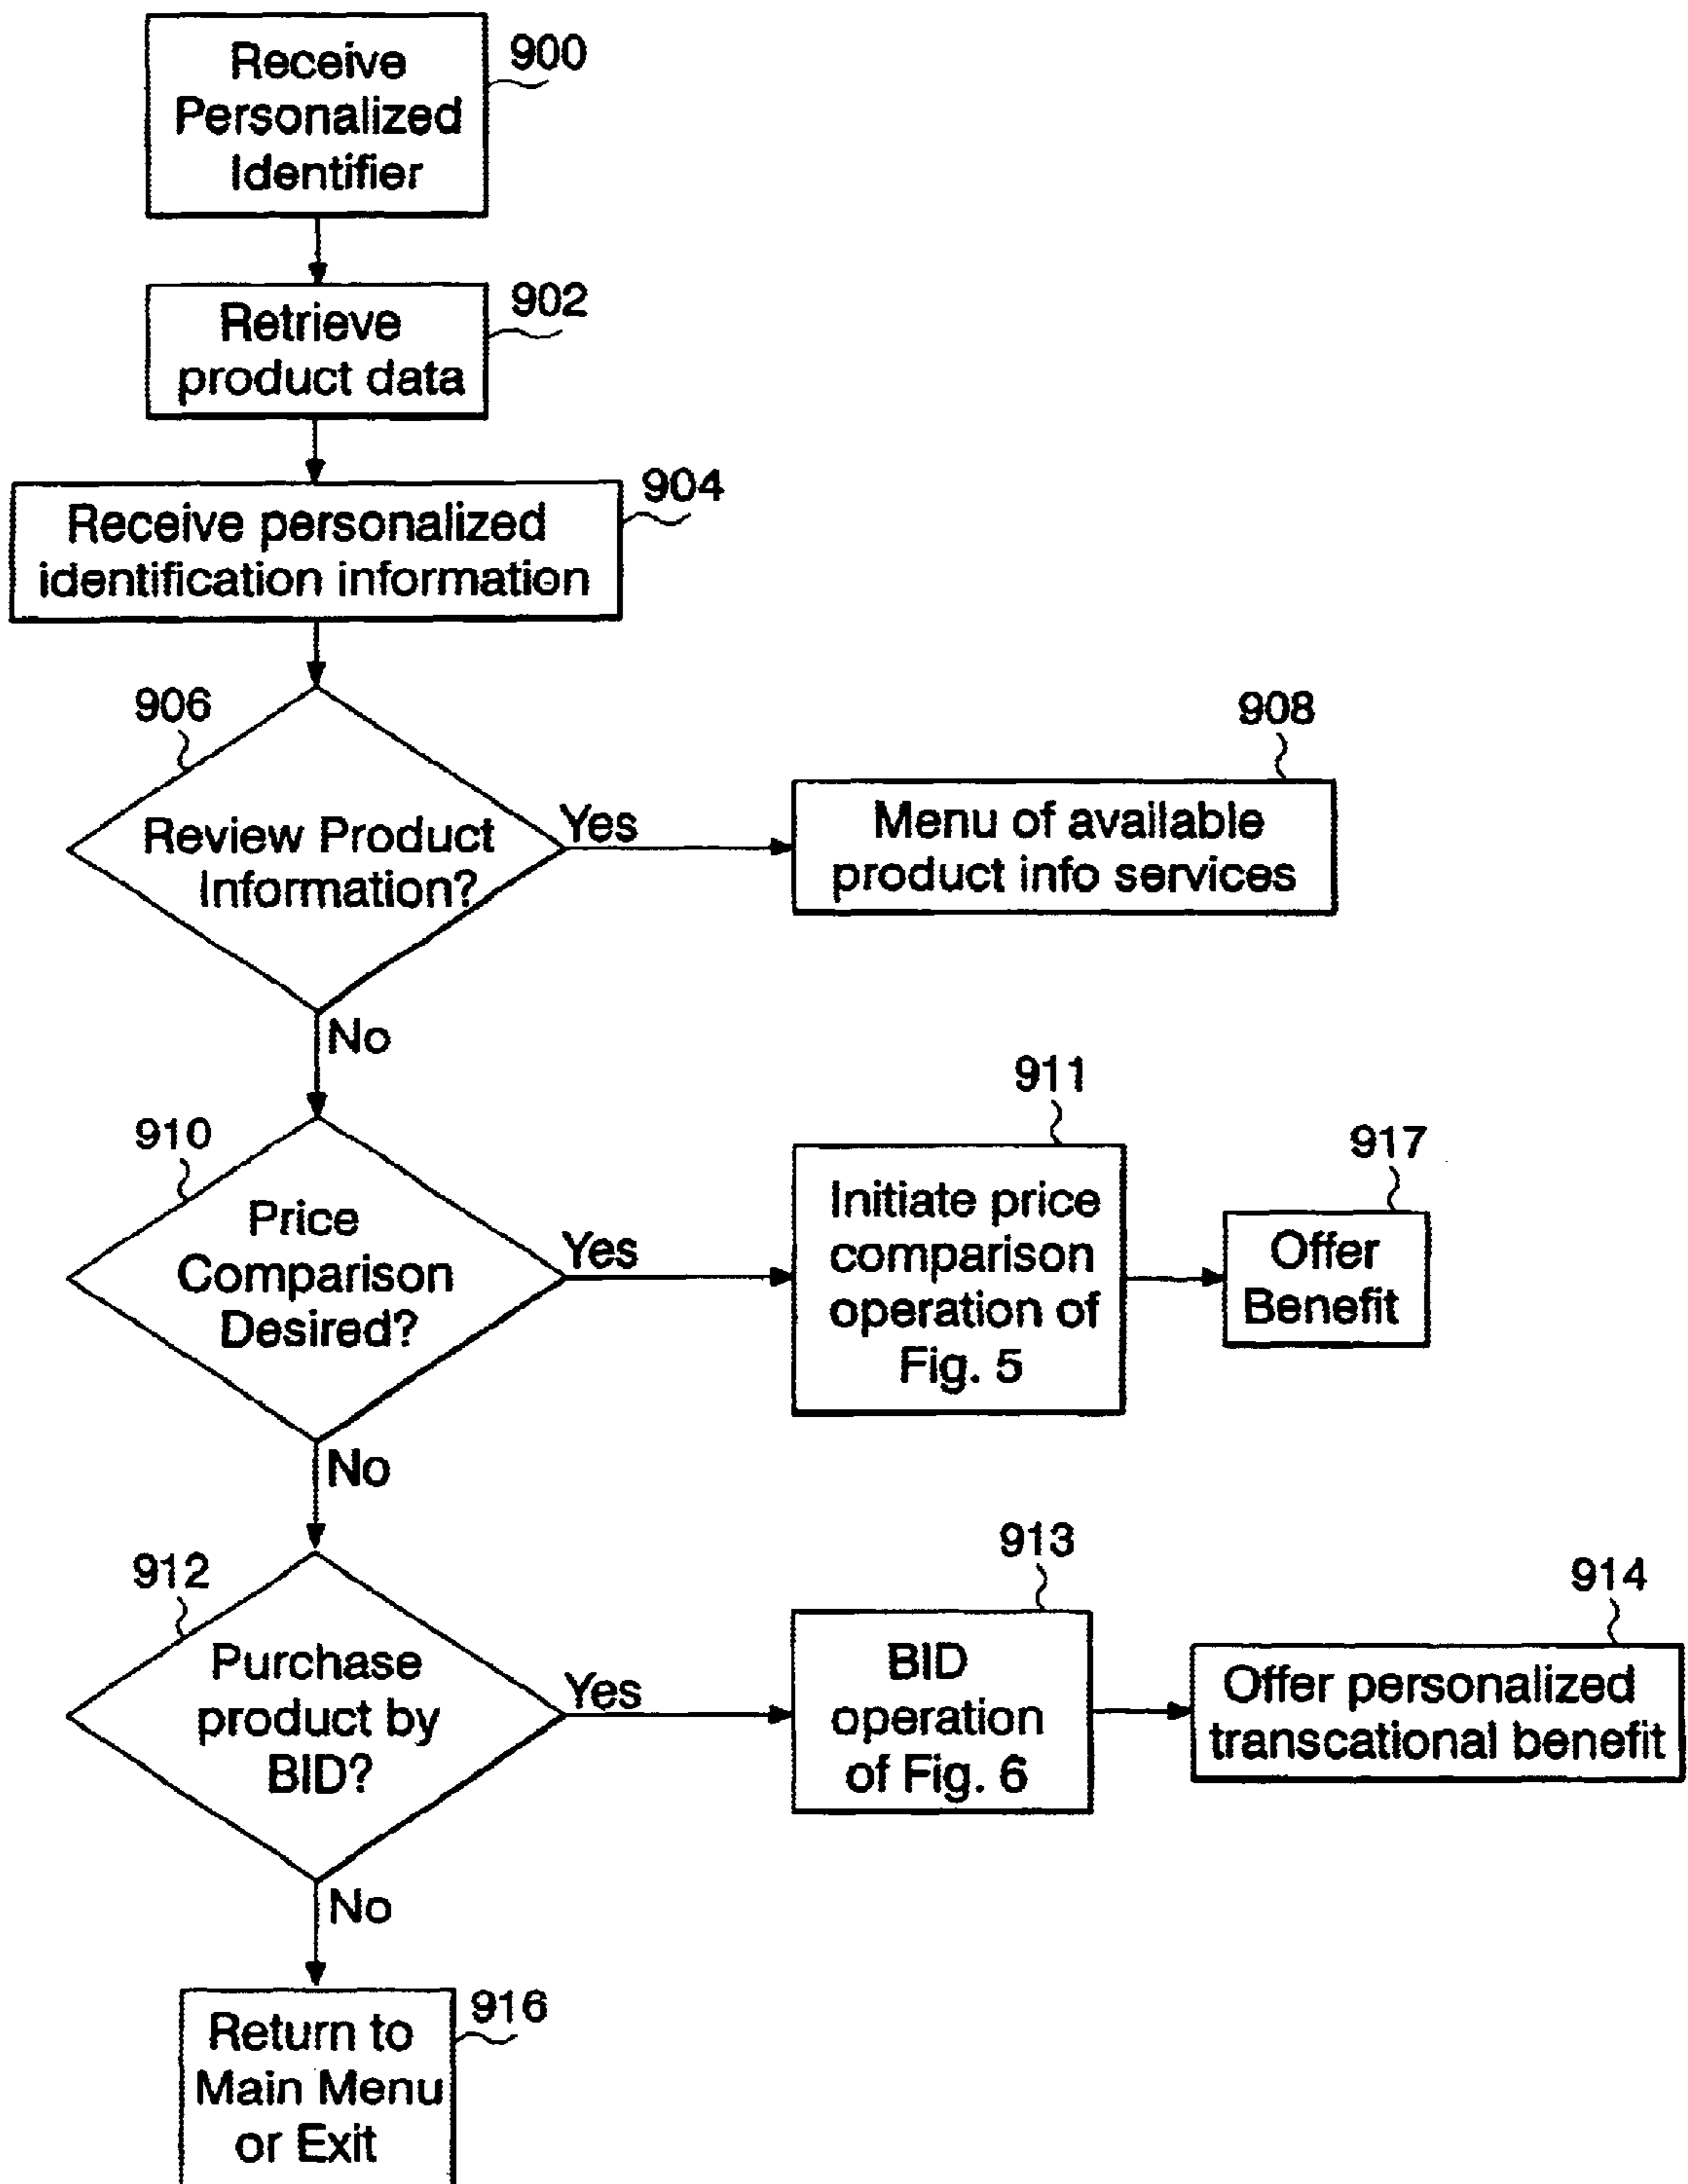 900
Receive
Personalized
Identifier
902
Retrieve
product data
904
Receive personalized
identification information
906
Review Product
Information?
Yes
908
Menu of available
product info services
No
910
Price
Comparison
Desired?
Yes
911
Initiate price
comparison
operation of
Fig. 5
917
Offer
Benefit
No
912
Purchase
product by
BID?
Yes
913
BID
operation
of Fig. 6
914
Offer personalized
transcational benefit
No
916
Return to
Main Menu
or Exit